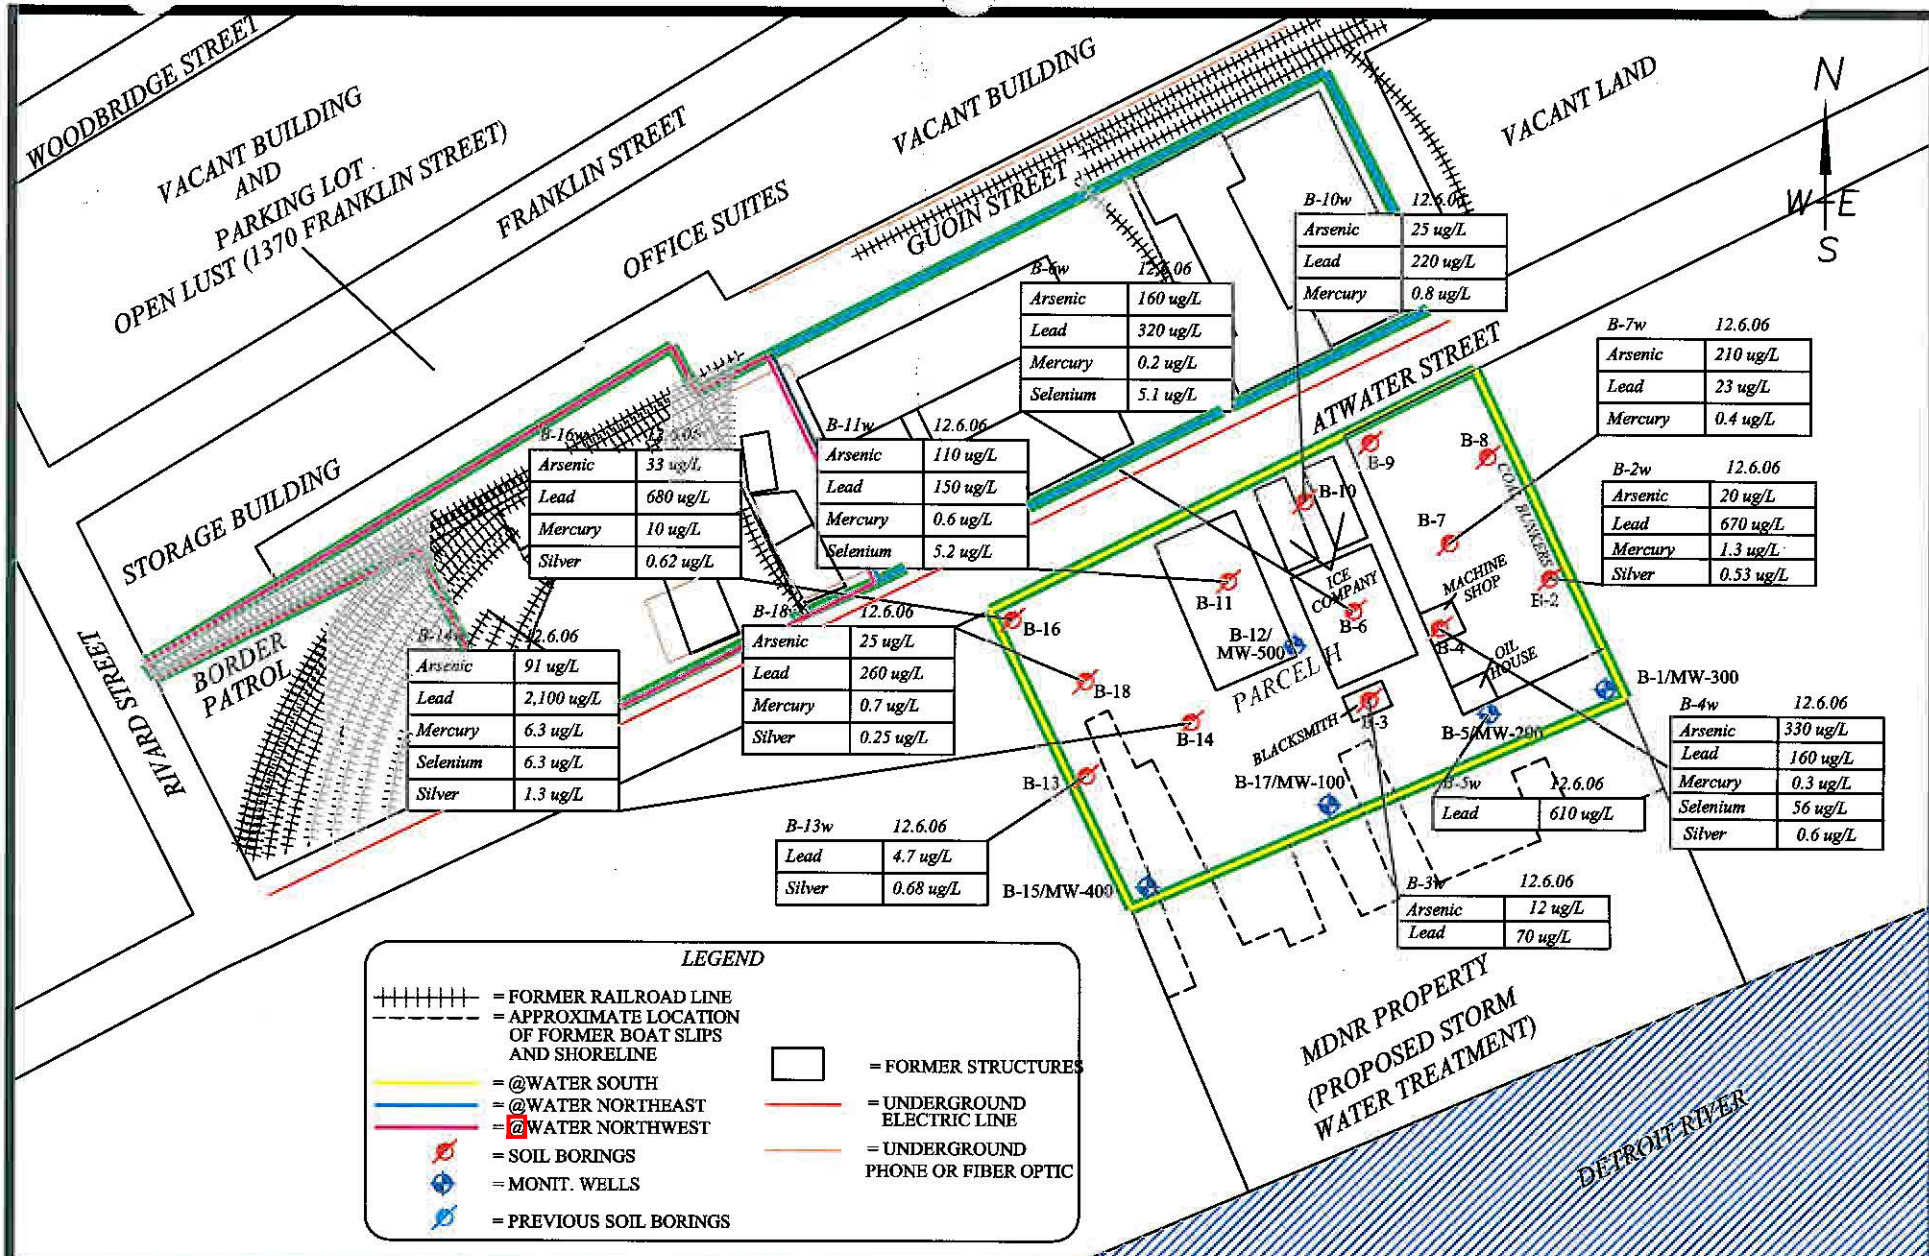 WOODBRIDGE STREET
VACANT BUILDING
AND
PARKING LOT
OPEN LUST (1370 FRANKLIN STREET)
FRANKLIN STREET
OFFICE SUITES
VACANT BUILDING
GUOIN STREET
VACANT LAND
N
W E
S
STORAGE BUILDING
BORDER
PATROL
RIVARD STREET
ATWATER STREET
B-10w 12.6.06
Arsenic 25 ug/L
Lead 220 ug/L
Mercury 0.8 ug/L
B-6w 12.6.06
Arsenic 160 ug/L
Lead 320 ug/L
Mercury 0.2 ug/L
Selenium 5.1 ug/L
B-7w 12.6.06
Arsenic 210 ug/L
Lead 23 ug/L
Mercury 0.4 ug/L
B-11w 12.6.06
Arsenic 110 ug/L
Lead 150 ug/L
Mercury 0.6 ug/L
Selenium 5.2 ug/L
B-16w 12.6.06
Arsenic 33 ug/L
Lead 680 ug/L
Mercury 10 ug/L
Silver 0.62 ug/L
B-2w 12.6.06
Arsenic 20 ug/L
Lead 670 ug/L
Mercury 1.3 ug/L
Silver 0.53 ug/L
B-18w 12.6.06
Arsenic 25 ug/L
Lead 260 ug/L
Mercury 0.7 ug/L
Silver 0.25 ug/L
B-14w 12.6.06
Arsenic 91 ug/L
Lead 2,100 ug/L
Mercury 6.3 ug/L
Selenium 6.3 ug/L
Silver 1.3 ug/L
B-4w 12.6.06
Arsenic 330 ug/L
Lead 160 ug/L
Mercury 0.3 ug/L
Selenium 56 ug/L
Silver 0.6 ug/L
B-5w 12.6.06
Lead 610 ug/L
B-13w 12.6.06
Lead 4.7 ug/L
Silver 0.68 ug/L
B-3w 12.6.06
Arsenic 12 ug/L
Lead 70 ug/L
B-9
B-8
COAL BUNKERS
B-10
B-7
MACHINE
SHOP
B-2
ICE
COMPANY
B-11
B-6
B-16
B-12/
MW-500
B-4
OIL
HOUSE
PARCEL H
B-18
B-1/MW-300
B-14
BLACKSMITH
B-3
B-5/MW-200
B-13
B-17/MW-100
B-15/MW-400
MDNR PROPERTY
(PROPOSED STORM
WATER TREATMENT)
DETROIT RIVER
LEGEND
= FORMER RAILROAD LINE
= APPROXIMATE LOCATION
OF FORMER BOAT SLIPS
AND SHORELINE
= @WATER SOUTH
= @WATER NORTHEAST
= @WATER NORTHWEST
= SOIL BORINGS
= MONIT. WELLS
= PREVIOUS SOIL BORINGS
= FORMER STRUCTURES
= UNDERGROUND
ELECTRIC LINE
= UNDERGROUND
PHONE OR FIBER OPTIC